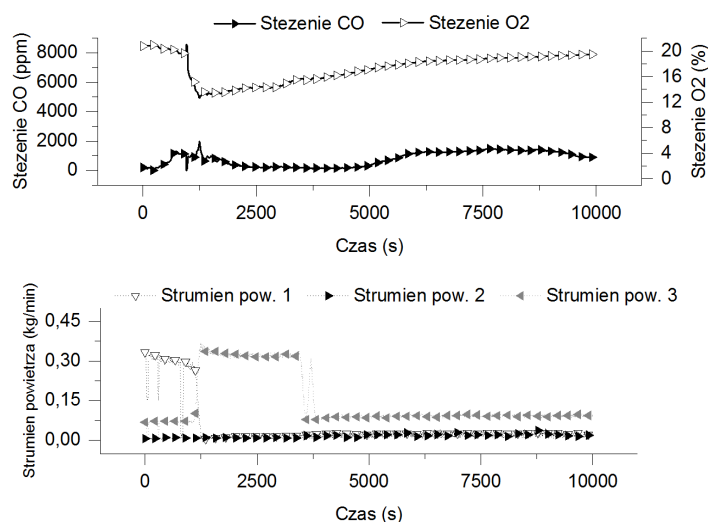 Stezenie CO Stezenie O2
8000
6000
4000
2000
0
Stezenie CO (ppm)
20
16
12
8
4
0
Stezenie O2 (%)
0 2500 5000 7500 10000
Czas (s)
Strumien pow. 1 Strumien pow. 2 Strumien pow. 3
0,45
0,30
0,15
0,00
Strumien powietrza (kg/min)
0 2500 5000 7500 10000
Czas (s)